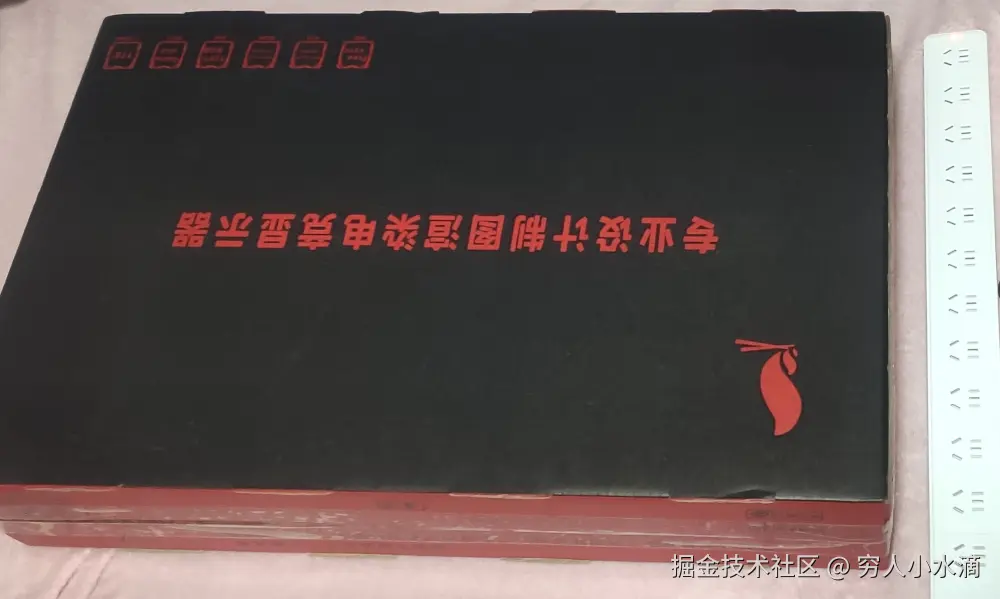 专业设计制图渲染电竞显示器
掘金技术社区 @ 穷人小水滴